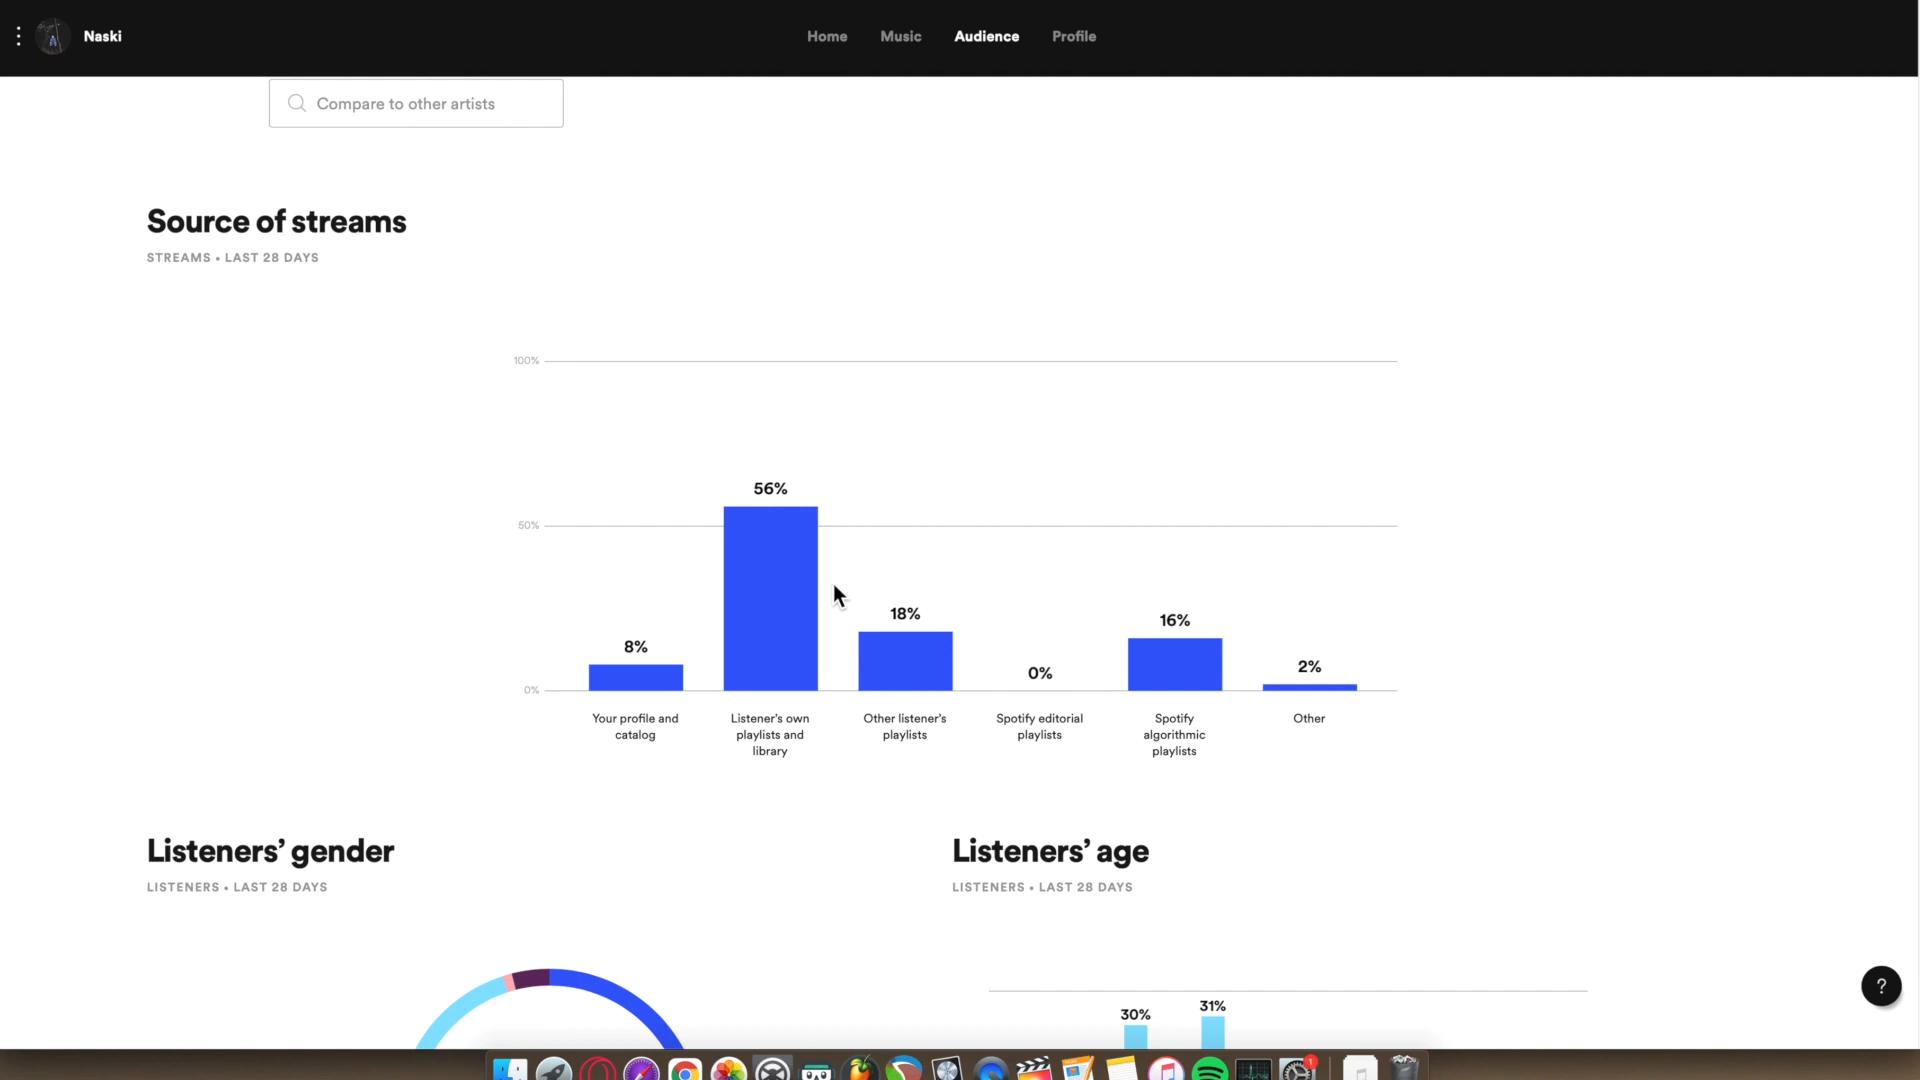 Naski
Home Music Audience Profile
Compare to other artists
Source of streams
STREAMS • LAST 28 DAYS
100%
50%
0%
56%
18%
16%
8%
0%
2%
Your profile and
catalog
Listener's own
playlists and
library
Other listener's
playlists
Spotify editorial
playlists
Spotify
algorithmic
playlists
Other
Listeners' gender
LISTENERS • LAST 28 DAYS
Listeners' age
LISTENERS • LAST 28 DAYS
30%
31%
?
1